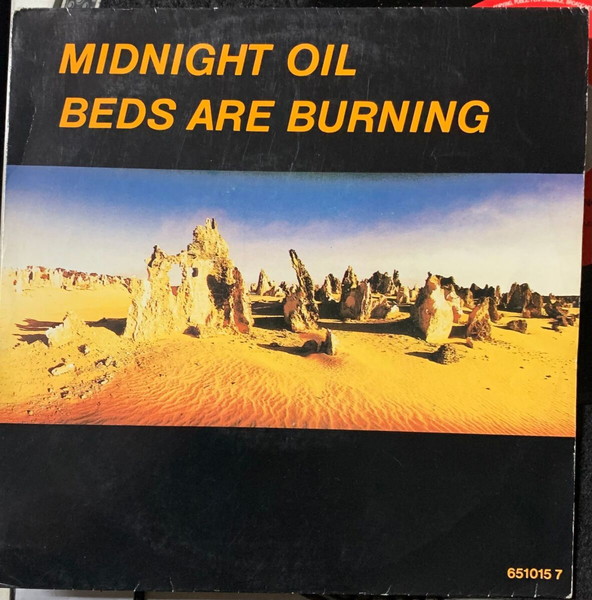 MIDNIGHT OIL
BEDS ARE BURNING
651015 7